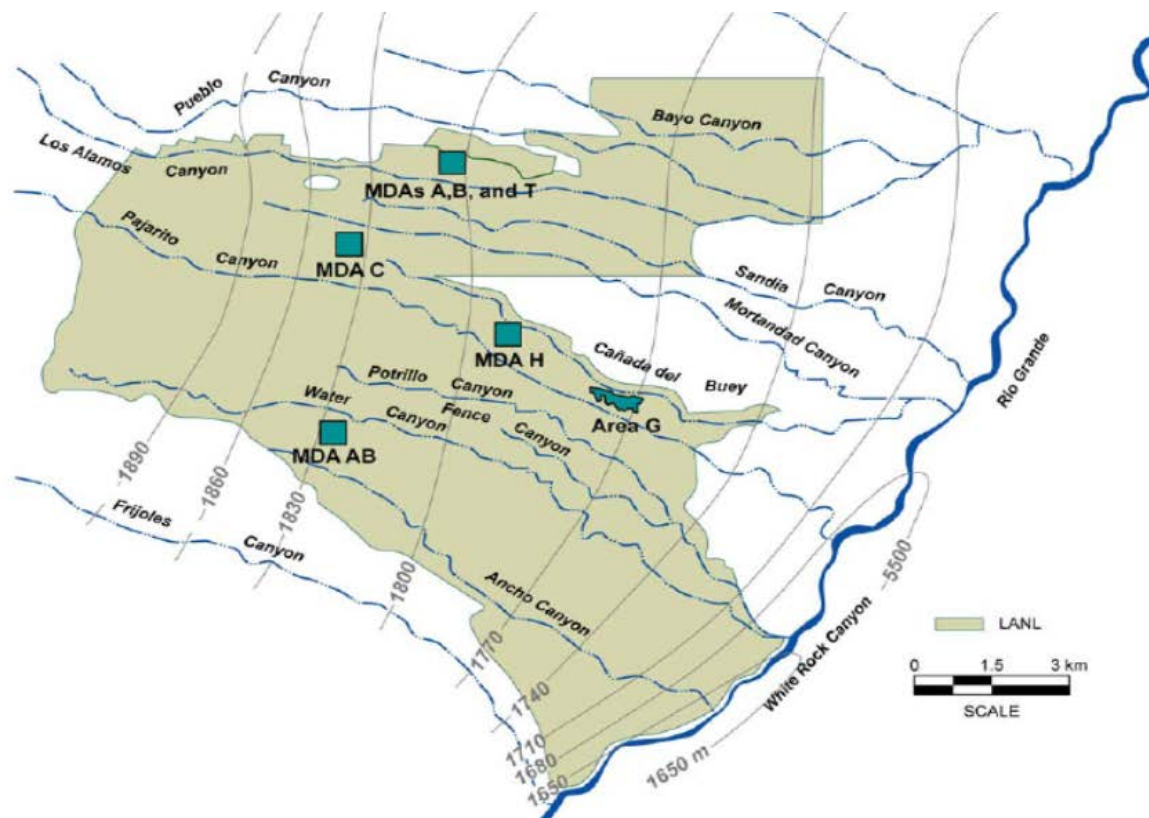 Pueblo Canyon
Bayo Canyon
Los Alamos Canyon
MDAs A,B, and T
Pajarito Canyon
MDA C
Sandia Canyon
Mortandad Canyon
MDA H
Cañada del Buey
Rio Grande
Potrillo Canyon
Area G
Water Canyon
Fence Canyon
MDA AB
1890
1860
1830
1800
1770
1740
1710
1680
1650
Frijoles Canyon
Ancho Canyon
5500
White Rock Canyon
1650 m
LANL
0 1.5 3 km
SCALE